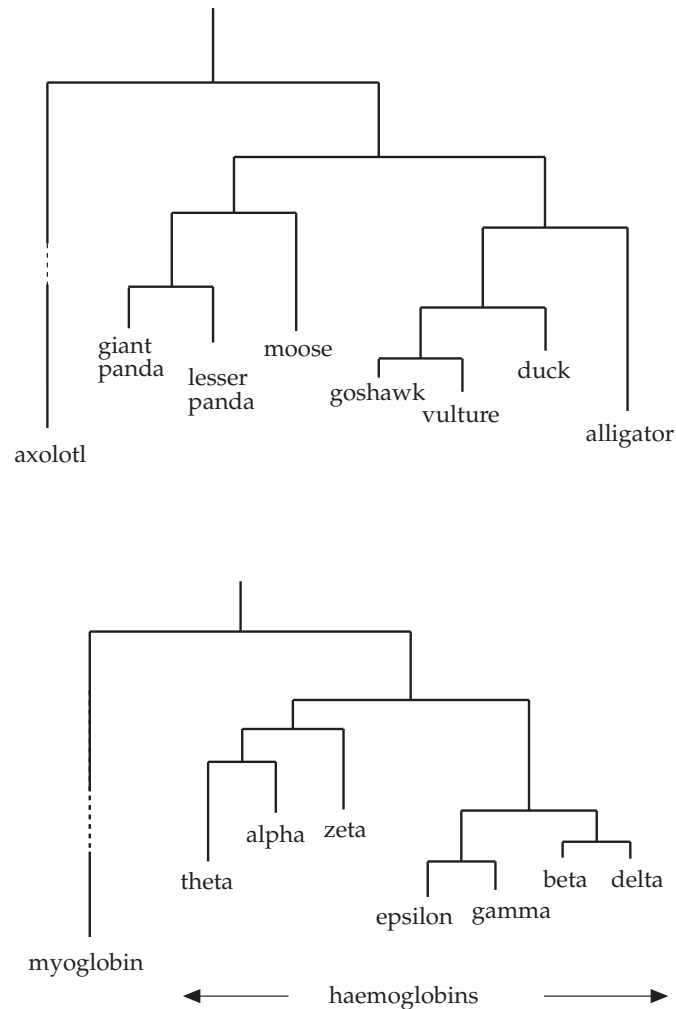 giant
panda
lesser
panda
moose
goshawk
vulture
duck
alligator
axolotl
theta
alpha
zeta
epsilon
gamma
beta
delta
myoglobin
haemoglobins